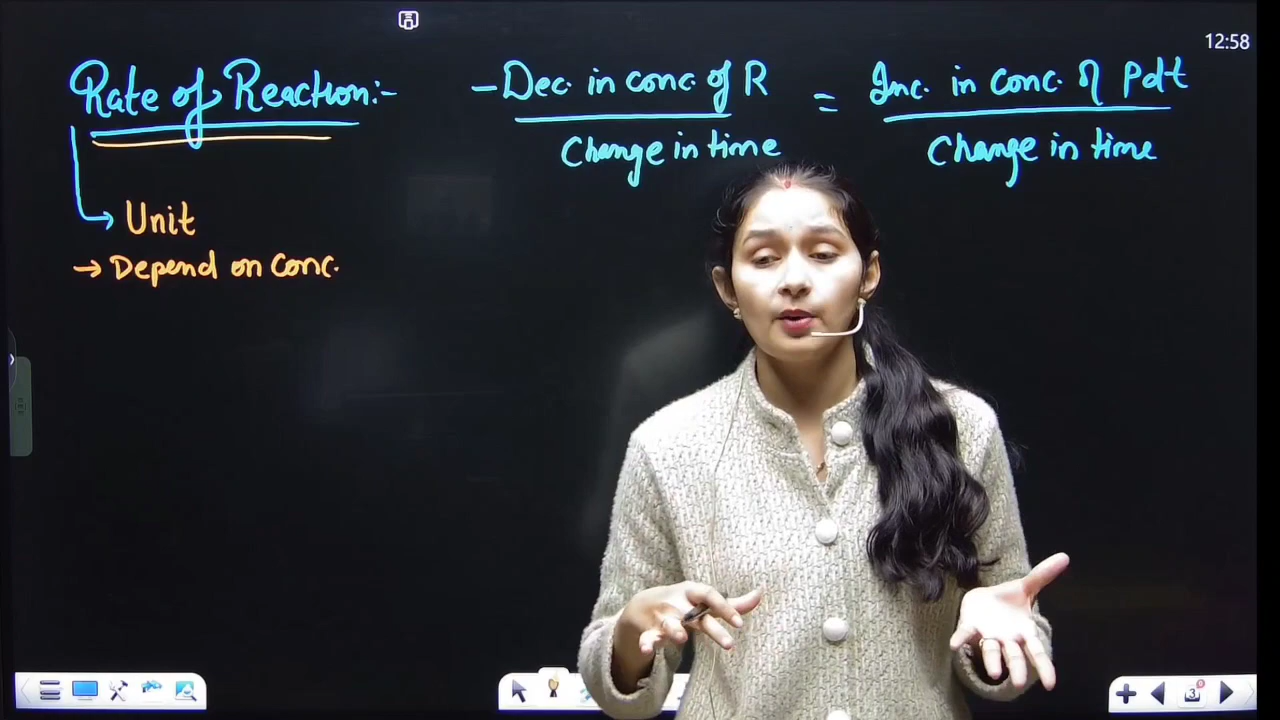 12:58
Rate of Reaction:-
- Dec. in conc. of R / Change in time = Inc. in conc. of Pdt / Change in time
Unit
→ Depend on Conc.
3